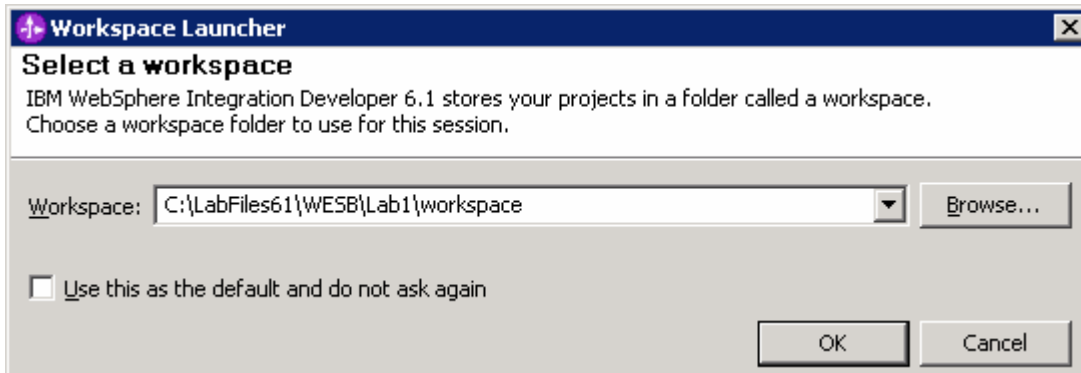 Workspace Launcher
Select a workspace
IBM WebSphere Integration Developer 6.1 stores your projects in a folder called a workspace.
Choose a workspace folder to use for this session.
Workspace: C:\LabFiles61\WESB\Lab1\workspace Browse...
Use this as the default and do not ask again
OK Cancel